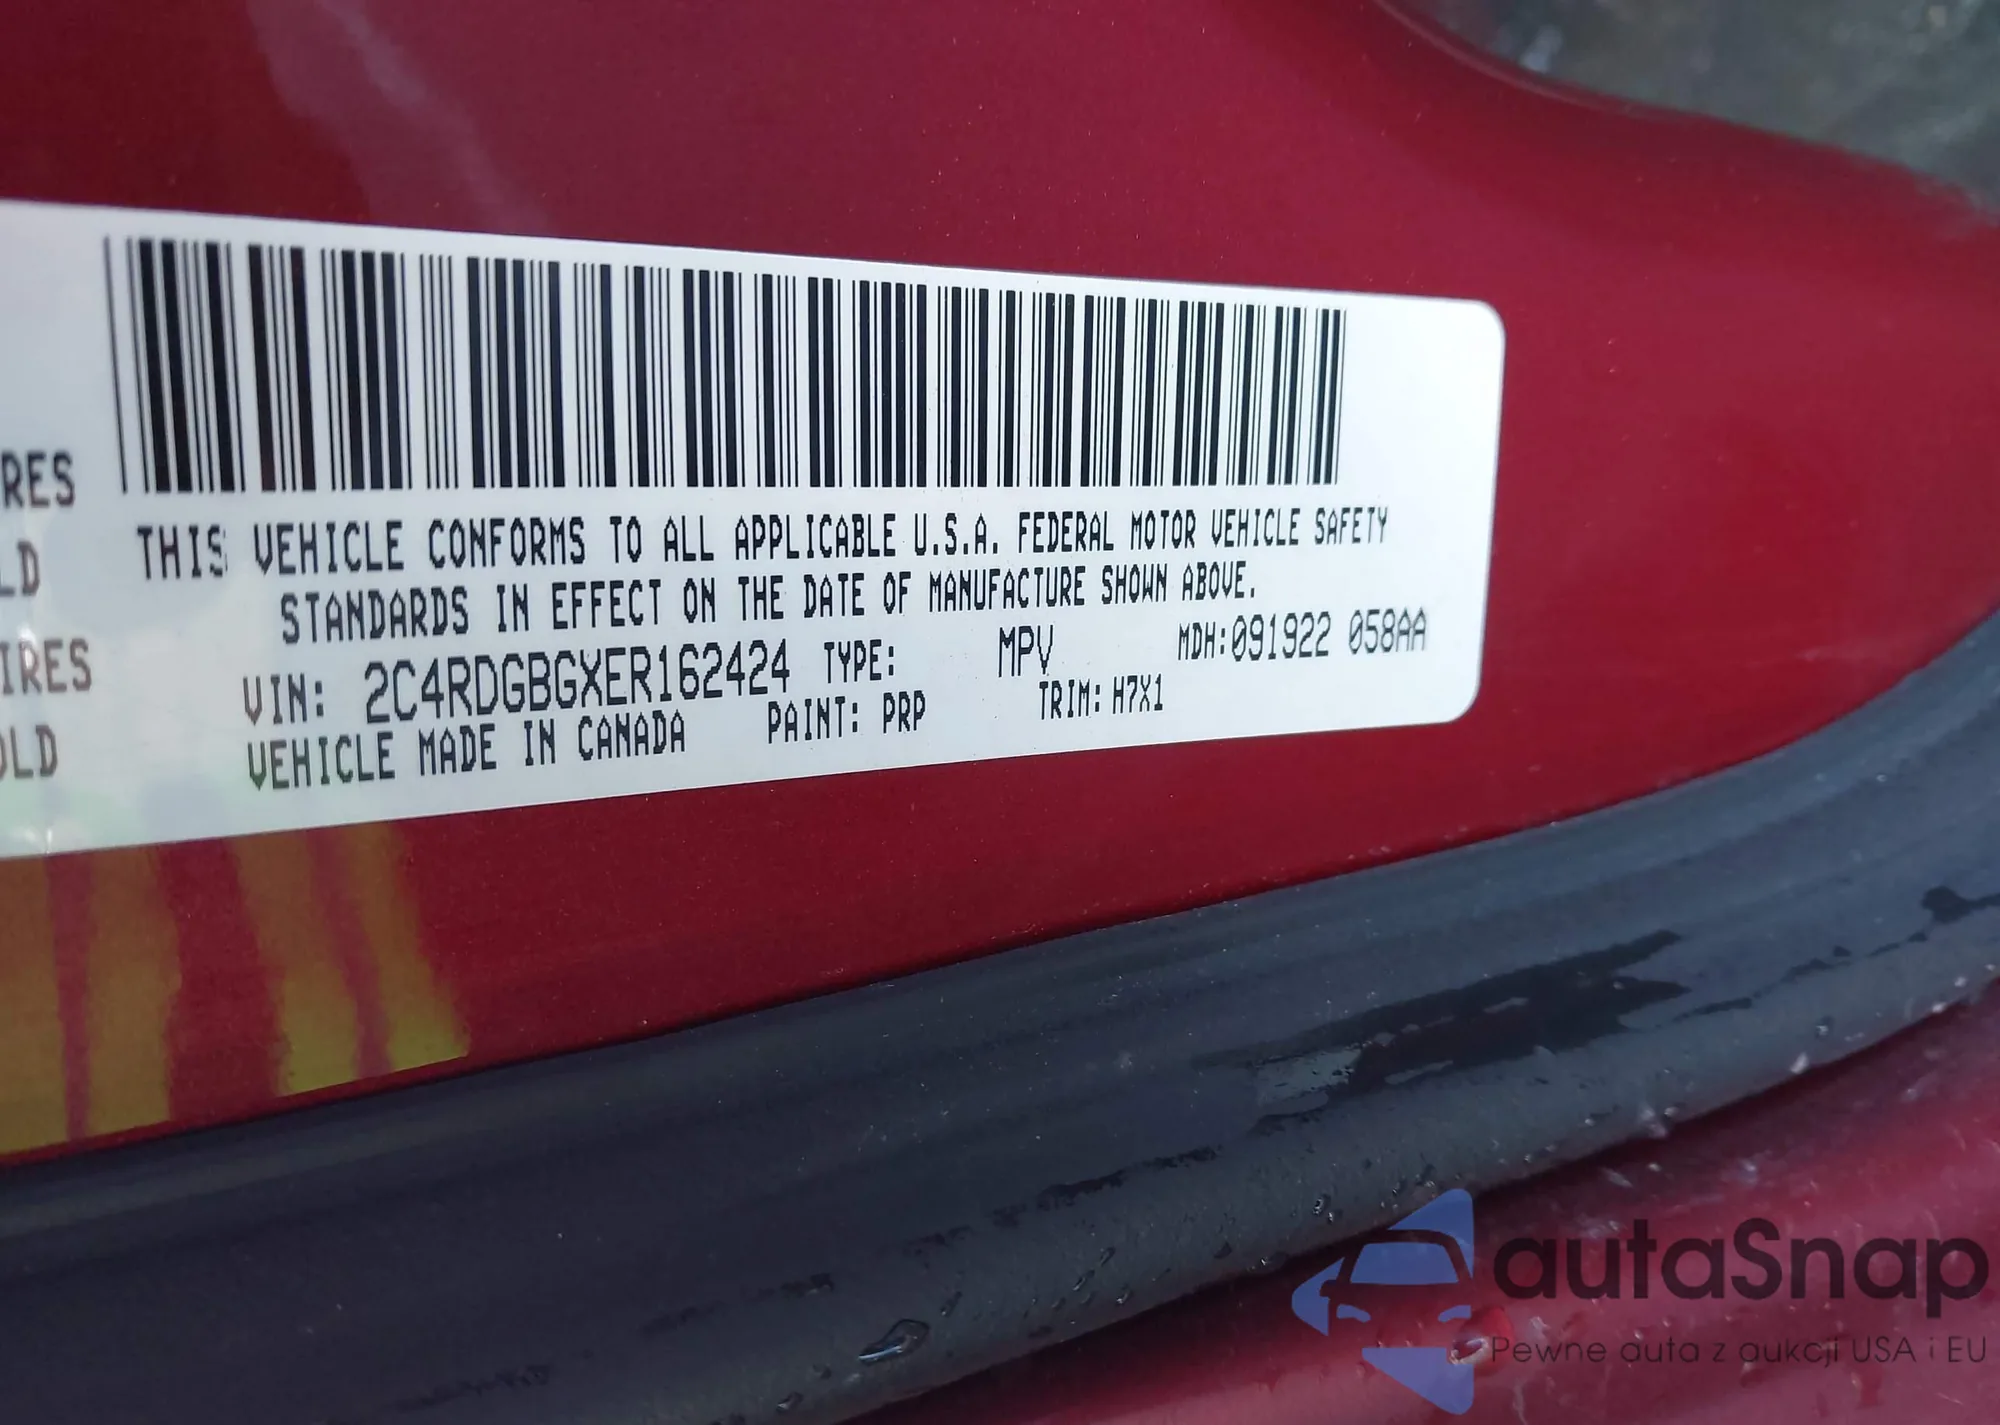 RES
LD
IRES
OLD
THIS VEHICLE CONFORMS TO ALL APPLICABLE U.S.A. FEDERAL MOTOR VEHICLE SAFETY
STANDARDS IN EFFECT ON THE DATE OF MANUFACTURE SHOWN ABOVE.
VIN: 2C4RDGBGXER162424 TYPE: MPV MDH:091922 058AA
VEHICLE MADE IN CANADA PAINT: PRP TRIM: H7X1
autaSnap
Pewne auta z aukcji USA i EU